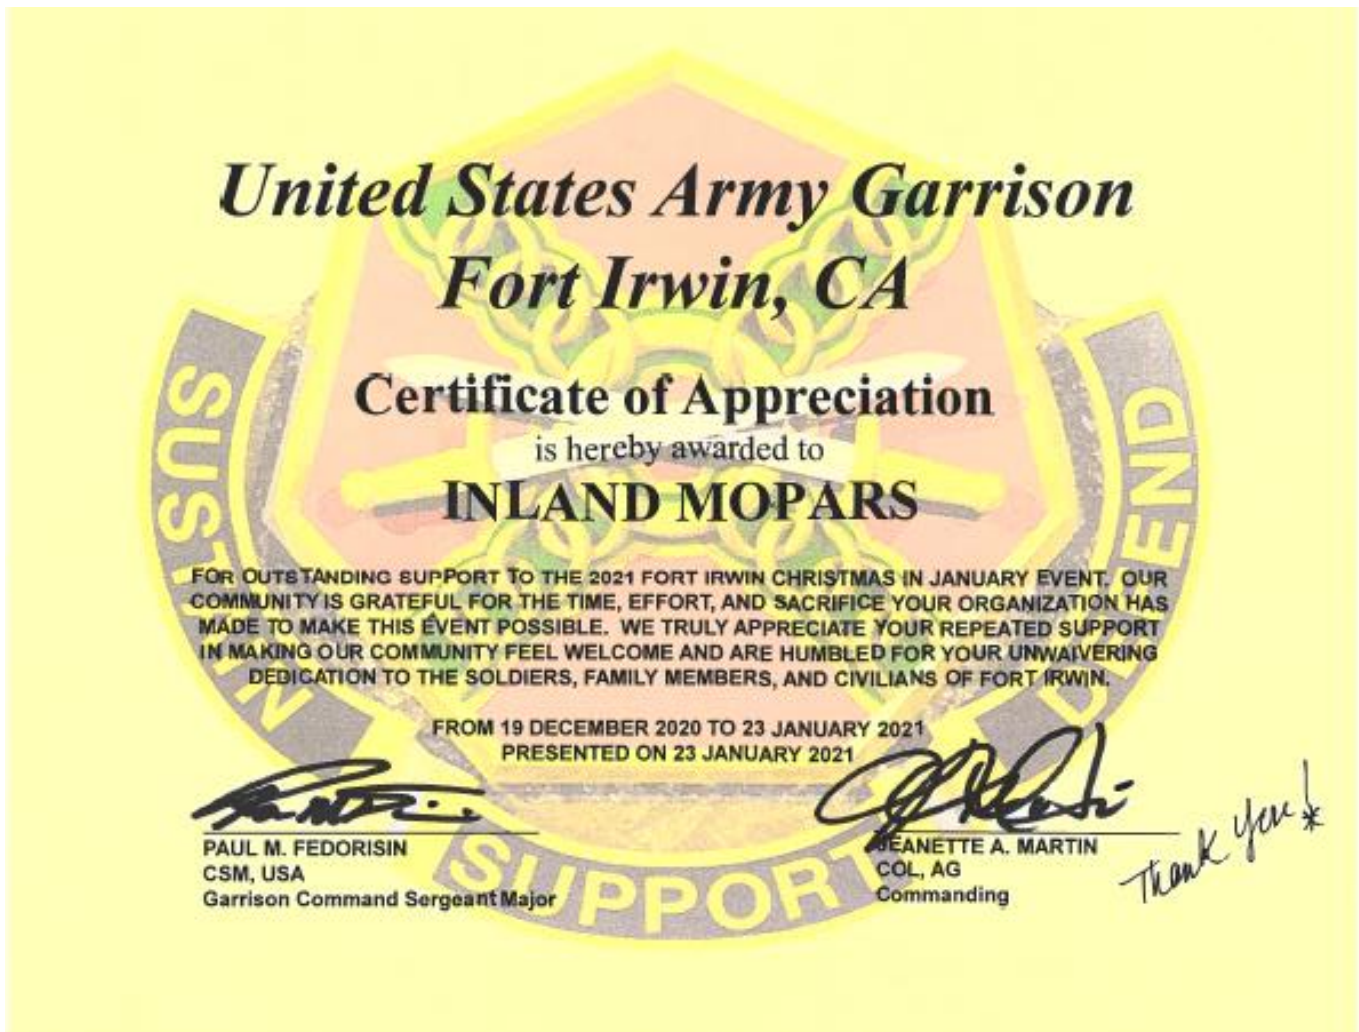 United States Army Garrison
Fort Irwin, CA
Certificate of Appreciation
is hereby awarded to
INLAND MOPARS
FOR OUTSTANDING SUPPORT TO THE 2021 FORT IRWIN CHRISTMAS IN JANUARY EVENT. OUR
COMMUNITY IS GRATEFUL FOR THE TIME, EFFORT, AND SACRIFICE YOUR ORGANIZATION HAS
MADE TO MAKE THIS EVENT POSSIBLE. WE TRULY APPRECIATE YOUR REPEATED SUPPORT
IN MAKING OUR COMMUNITY FEEL WELCOME AND ARE HUMBLED FOR YOUR UNWAIVERING
DEDICATION TO THE SOLDIERS, FAMILY MEMBERS, AND CIVILIANS OF FORT IRWIN.
FROM 19 DECEMBER 2020 TO 23 JANUARY 2021
PRESENTED ON 23 JANUARY 2021
PAUL M. FEDORISIN
CSM, USA
Garrison Command Sergeant Major
JEANETTE A. MARTIN
COL, AG
Commanding
Thank you!
SUSTAIN
SUPPORT
DEFEND